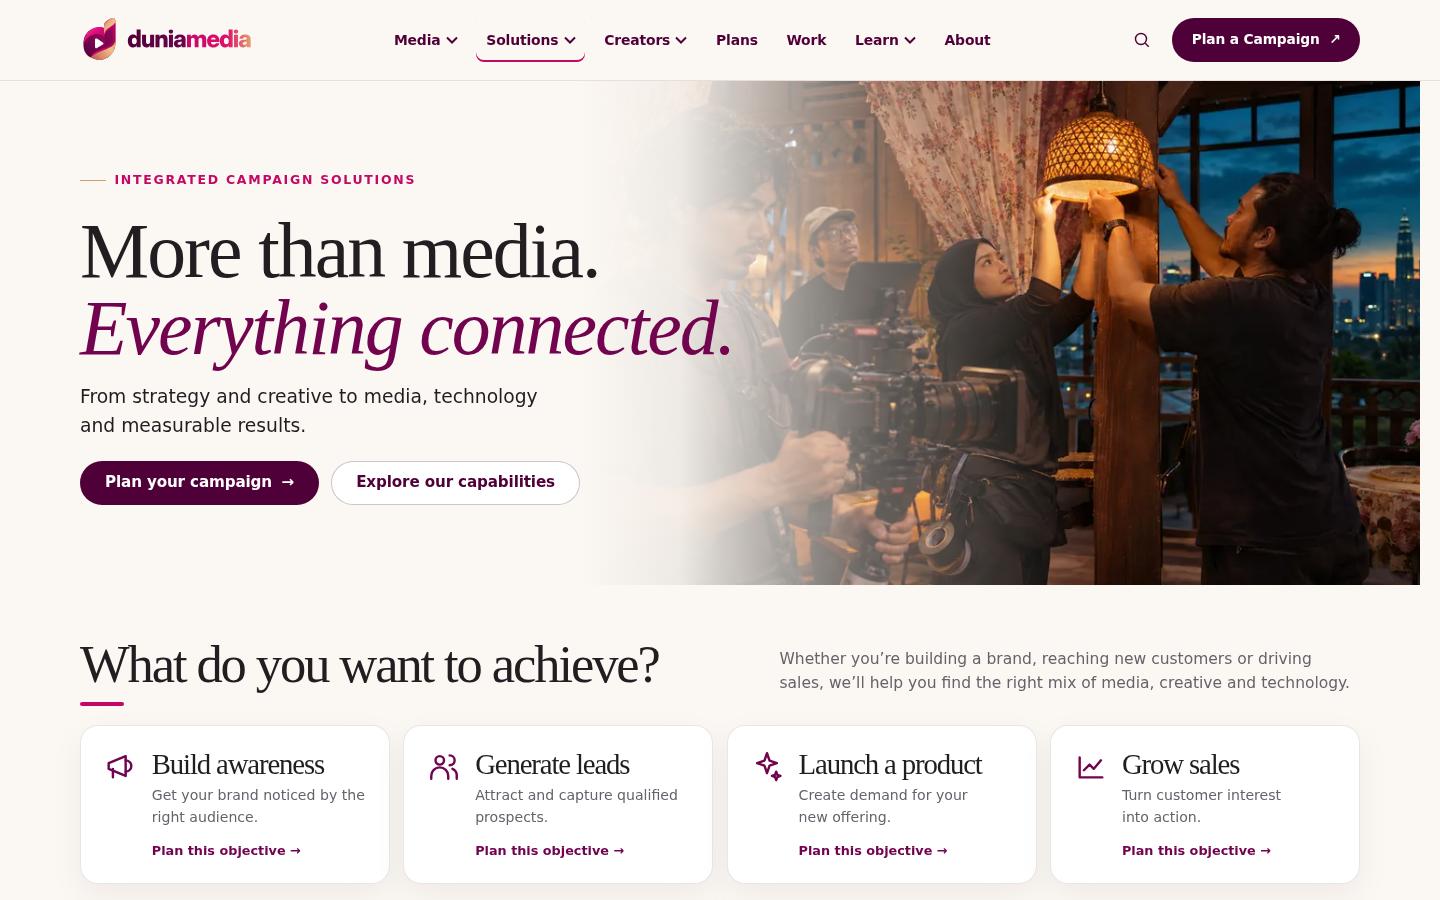 duniamedia
Media
Solutions
Creators
Plans
Work
Learn
About
Plan a Campaign ↗
INTEGRATED CAMPAIGN SOLUTIONS
More than media.
Everything connected.
From strategy and creative to media, technology
and measurable results.
Plan your campaign →
Explore our capabilities
What do you want to achieve?
Whether you’re building a brand, reaching new customers or driving
sales, we’ll help you find the right mix of media, creative and technology.
Build awareness
Get your brand noticed by the
right audience.
Plan this objective →
Generate leads
Attract and capture qualified
prospects.
Plan this objective →
Launch a product
Create demand for your
new offering.
Plan this objective →
Grow sales
Turn customer interest
into action.
Plan this objective →